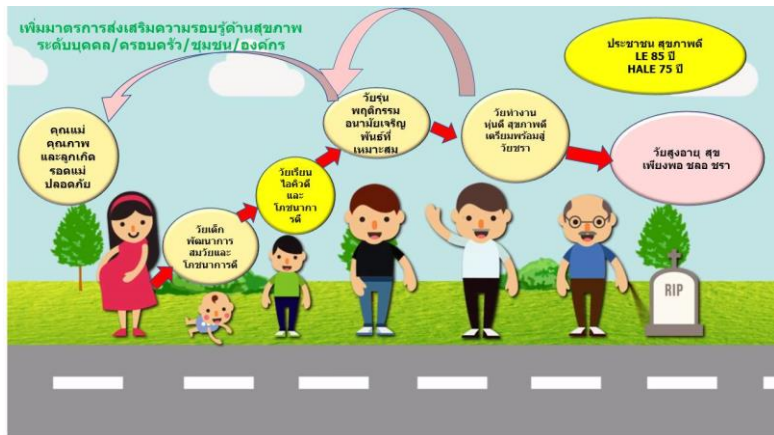 เพิ่มมาตรการส่งเสริมความรอบรู้ด้านสุขภาพ
ระดับบุคคล/ครอบครัว/ชุมชน/องค์กร
ประชาชน สุขภาพดี
LE 85 ปี
HALE 75 ปี
คุณแม่
คุณภาพ
และลูกเกิด
รอดแม่
ปลอดภัย
วัยเด็ก
พัฒนาการ
สมวัยและ
โภชนาการดี
วัยเรียน
ไอคิวดี
และ
โภชนากา
รดี
วัยรุ่น
พฤติกรรม
อนามัยเจริญ
พันธ์ที่
เหมาะสม
วัยทำงาน
หุ่นดี สุขภาพดี
เตรียมพร้อมสู่
วัยชรา
วัยสูงอายุ สุข
เพียงพอ ชลอ ชรา
RIP